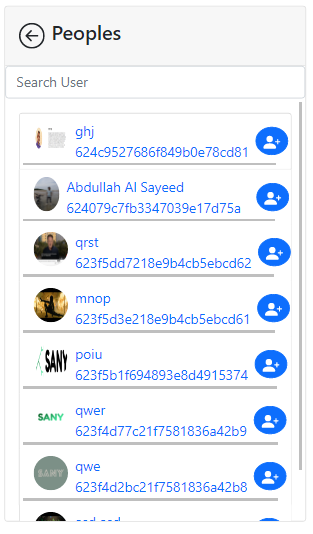 Peoples
Search User
ghj
624c9527686f849b0e78cd81
Abdullah Al Sayeed
624079c7fb3347039e17d75a
qrst
623f5dd7218e9b4cb5ebcd62
mnop
623f5d3e218e9b4cb5ebcd61
SANY
poiu
623f5b1f694893e8d4915374
SANY
qwer
623f4d77c21f7581836a42b9
SANY
qwe
623f4d2bc21f7581836a42b8